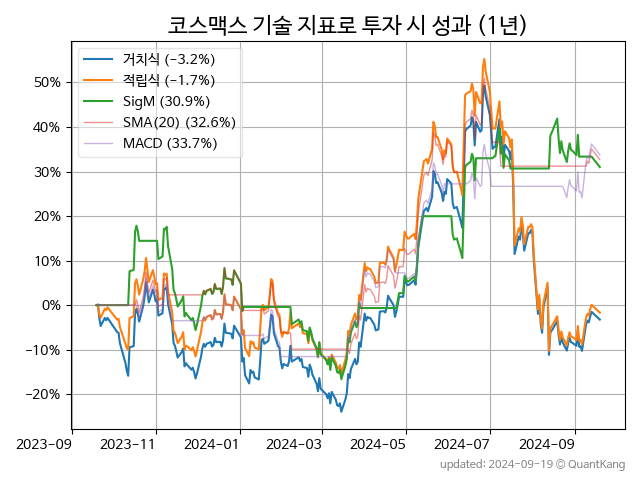 코스맥스 기술 지표로 투자 시 성과 (1년)
거치식 (−3.2%)
적립식 (−1.7%)
SigM (30.9%)
SMA(20) (32.6%)
MACD (33.7%)
50%
40%
30%
20%
10%
0%
−10%
−20%
2023-09 2023-11 2024-01 2024-03 2024-05 2024-07 2024-09
updated: 2024-09-19 © QuantKang